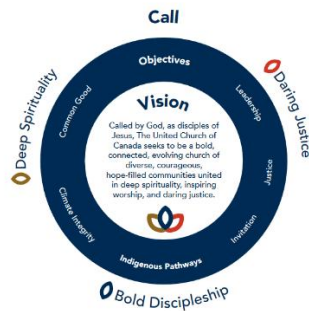 Call
Deep Spirituality
Daring Justice
Bold Discipleship
Objectives
Leadership
Justice
Invitation
Indigenous Pathways
Climate Integrity
Common Good
Vision
Called by God, as disciples of
Jesus, The United Church of
Canada seeks to be a bold,
connected, evolving church of
diverse, courageous,
hope-filled communities united
in deep spirituality, inspiring
worship, and daring justice.